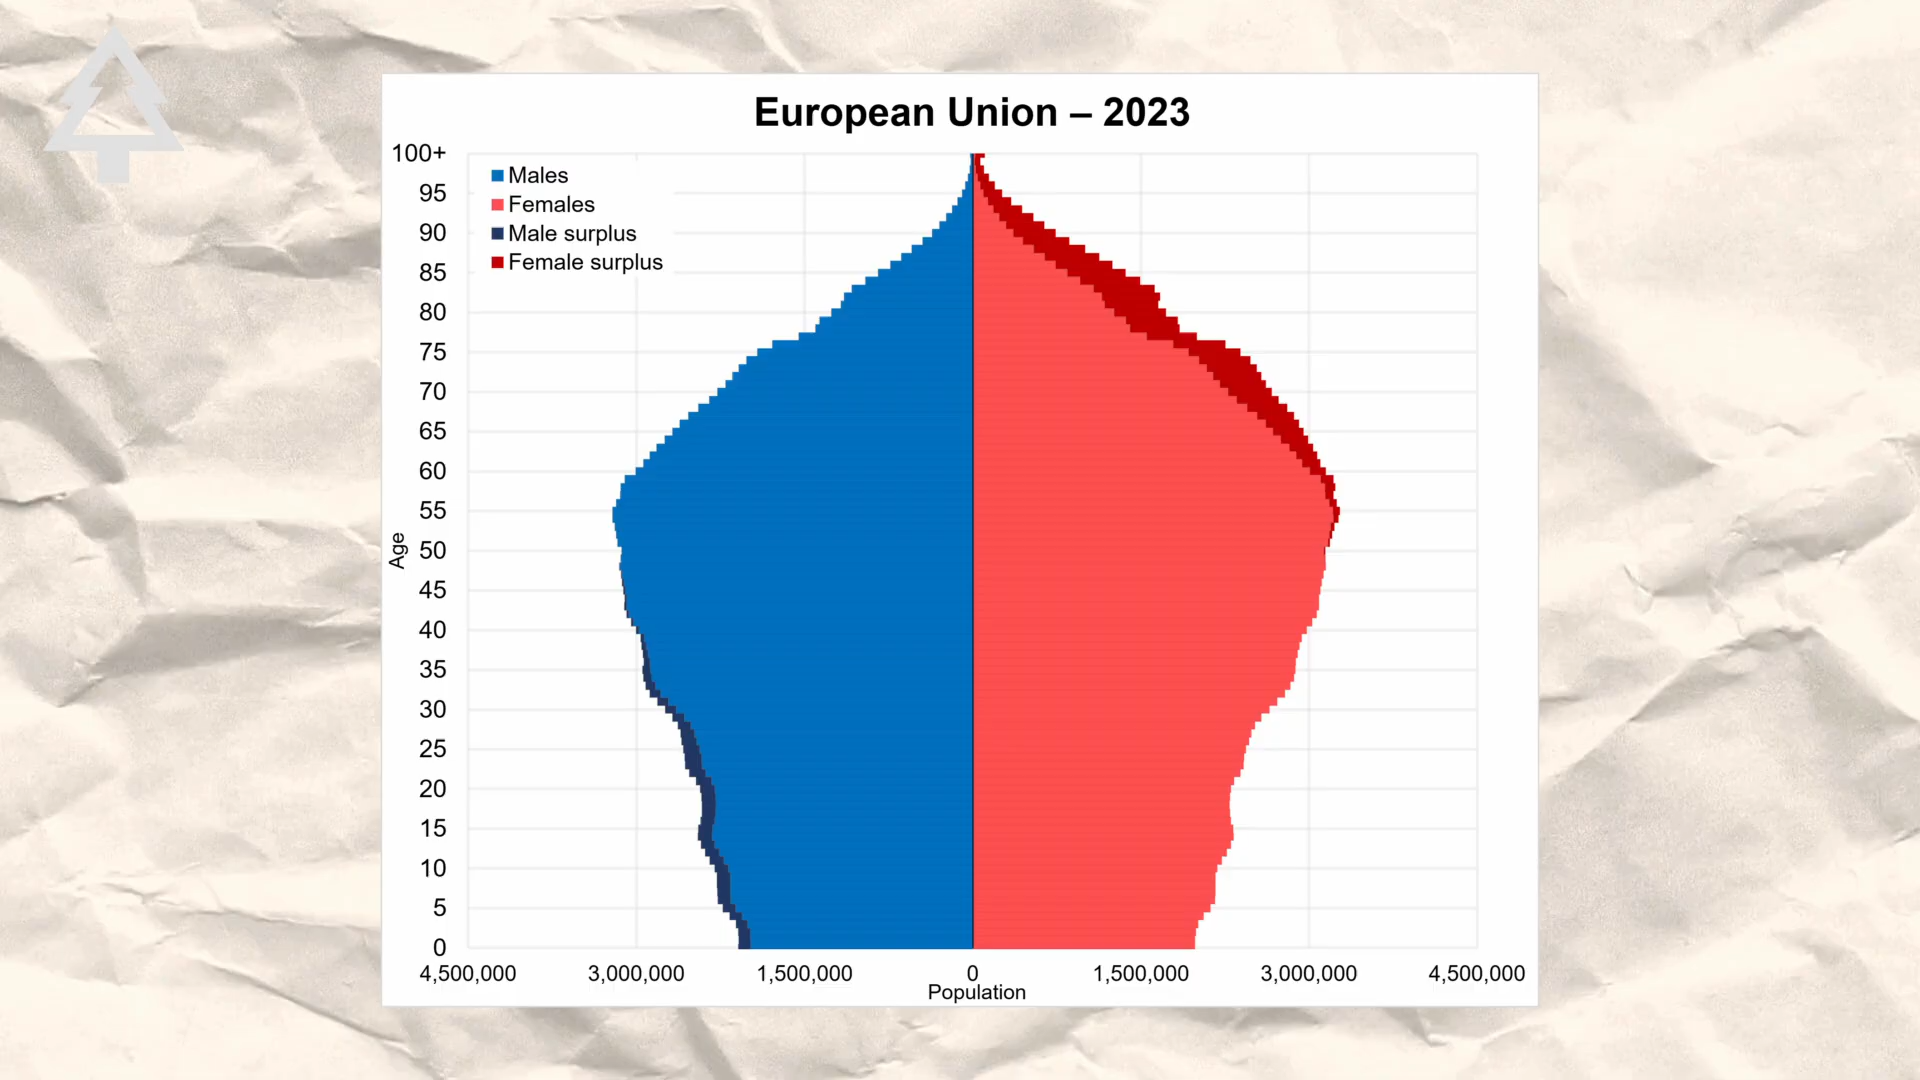 European Union – 2023
Males
Females
Male surplus
Female surplus
100+
95
90
85
80
75
70
65
60
55
50
45
40
35
30
25
20
15
10
5
0
Age
4,500,000 3,000,000 1,500,000 0 1,500,000 3,000,000 4,500,000
Population